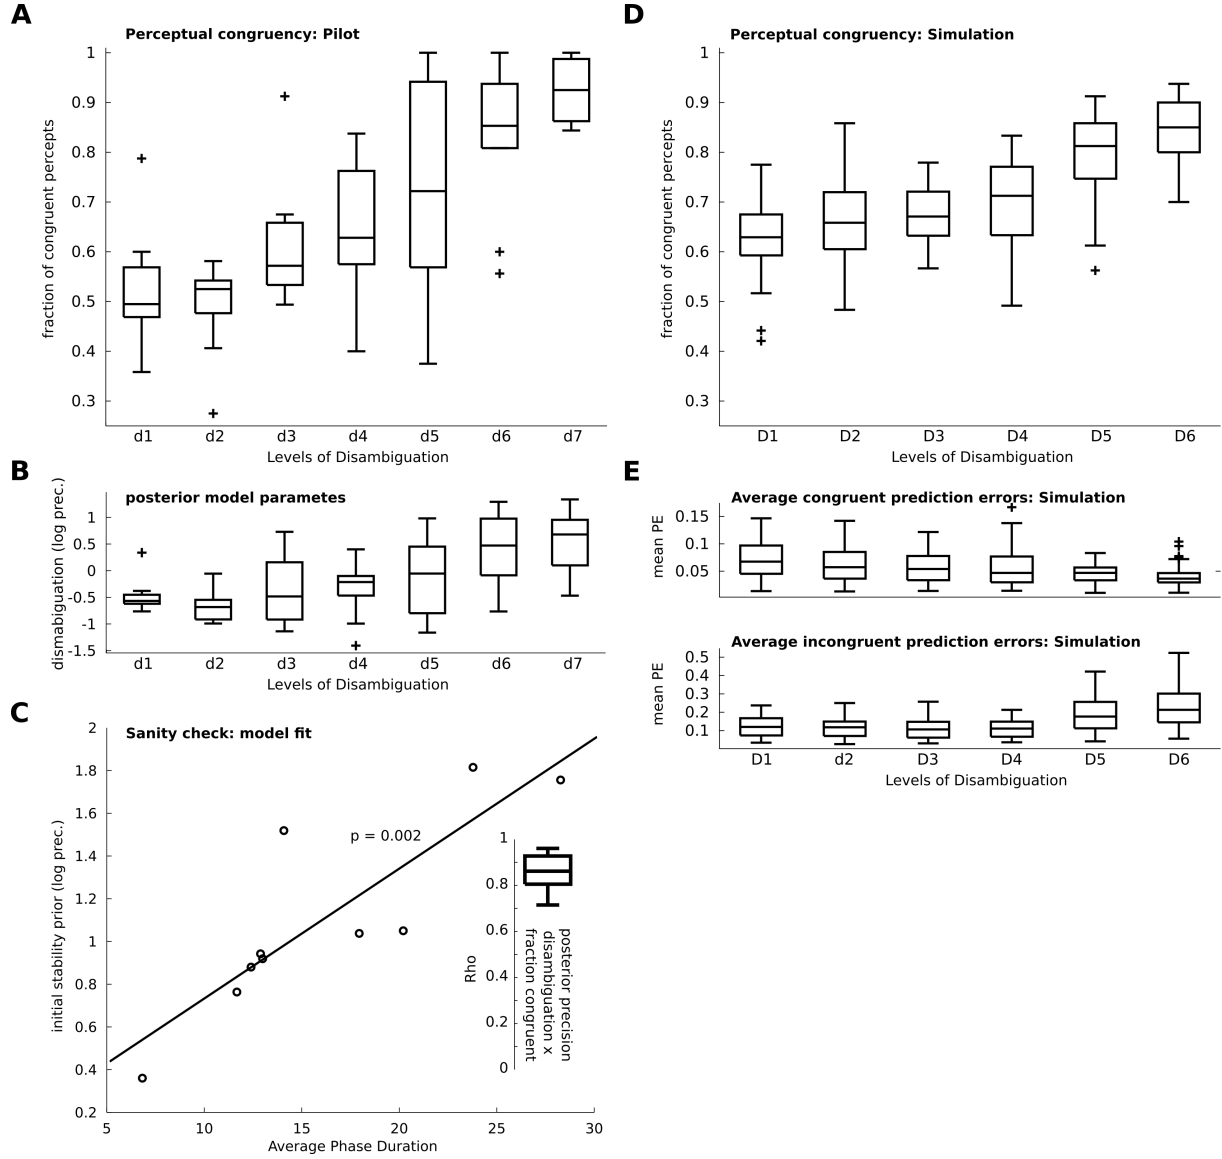 A
Perceptual congruency: Pilot
fraction of congruent percepts
1
0.9
0.8
0.7
0.6
0.5
0.4
0.3
d1 d2 d3 d4 d5 d6 d7
Levels of Disambiguation
B
posterior model parametes
dismabiguation (log prec.)
1
0.5
0
-0.5
-1
-1.5
d1 d2 d3 d4 d5 d6 d7
Levels of Disambiguation
C
Sanity check: model fit
initial stability prior (log prec.)
2
1.8
1.6
1.4
1.2
1
0.8
0.6
0.4
0.2
5 10 15 20 25 30
Average Phase Duration
p = 0.002
Rho
1
0.8
0.6
0.4
0.2
0
posterior precision
disambiguation x
fraction congruent
D
Perceptual congruency: Simulation
fraction of congruent percepts
1
0.9
0.8
0.7
0.6
0.5
0.4
0.3
D1 D2 D3 D4 D5 D6
Levels of Disambiguation
E
Average congruent prediction errors: Simulation
mean PE
0.15
0.1
0.05
Average incongruent prediction errors: Simulation
mean PE
0.5
0.4
0.3
0.2
0.1
D1 d2 D3 D4 D5 D6
Levels of Disambiguation